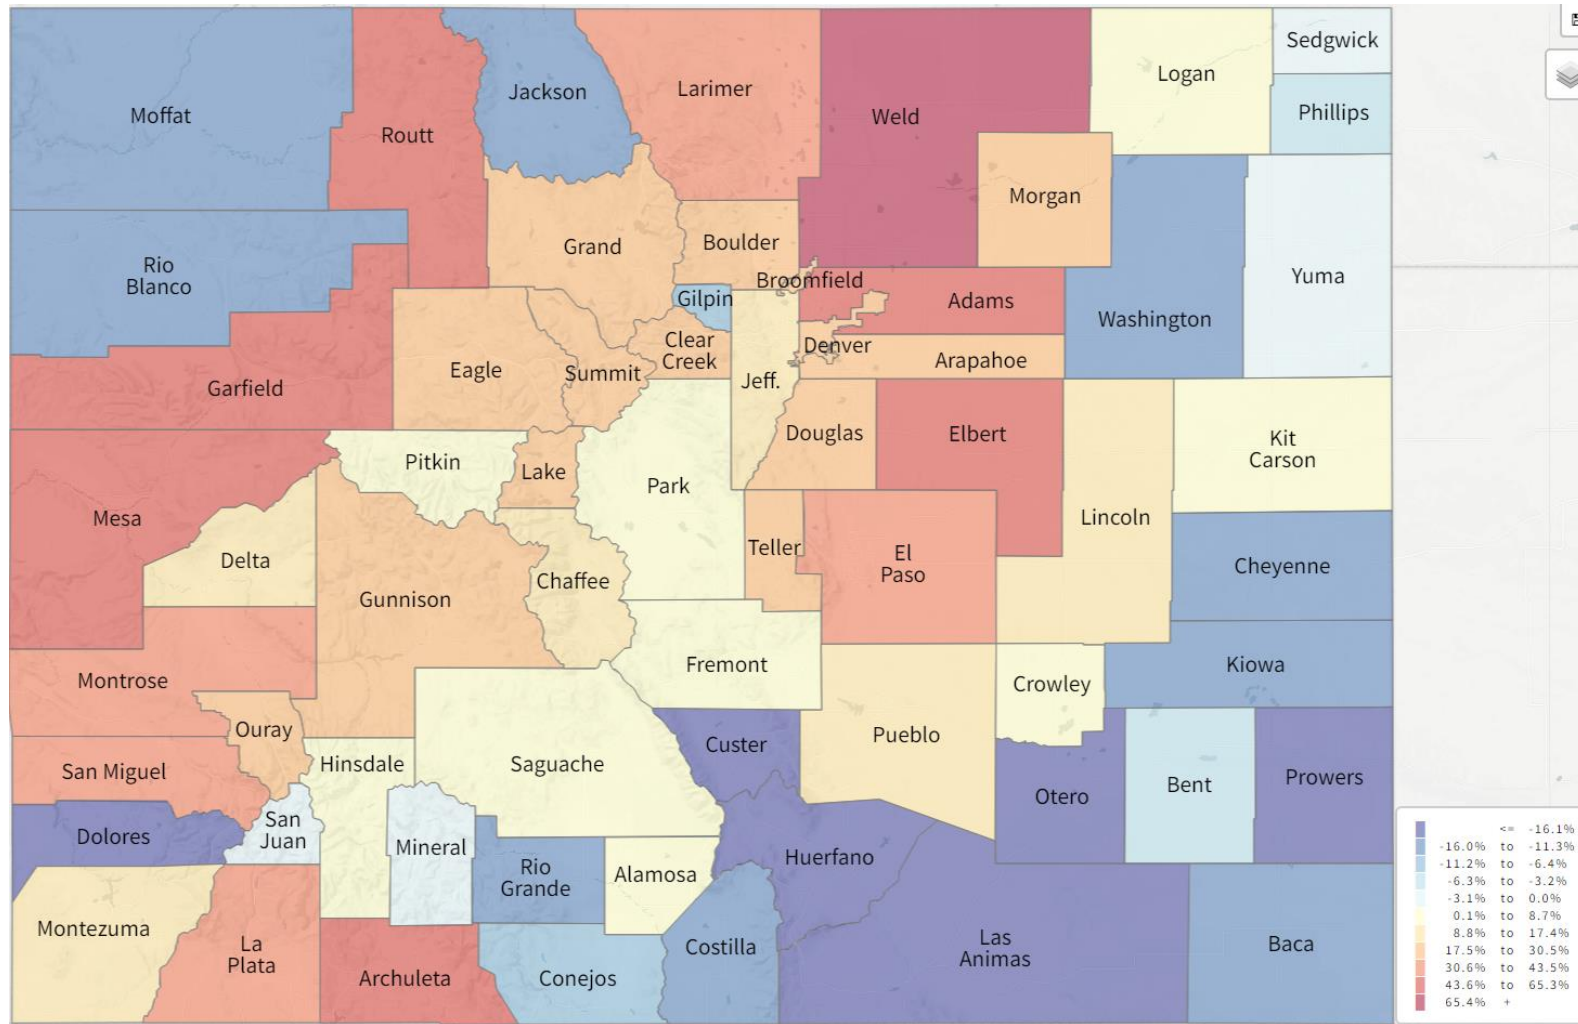 Sedgwick
Logan
Phillips
Moffat
Jackson
Larimer
Weld
Routt
Morgan
Grand
Boulder
Rio
Blanco
Yuma
Broomfield
Gilpin
Adams
Washington
Clear
Creek
Denver
Arapahoe
Eagle
Summit
Jeff.
Garfield
Douglas
Elbert
Kit
Carson
Pitkin
Lake
Park
Mesa
Lincoln
Delta
Teller
El
Paso
Cheyenne
Gunnison
Chaffee
Fremont
Kiowa
Montrose
Crowley
Ouray
Custer
Pueblo
San Miguel
Hinsdale
Saguache
Otero
Bent
Prowers
Dolores
San
Juan
Mineral
Huerfano
Rio
Grande
Alamosa
Montezuma
La
Plata
Archuleta
Conejos
Costilla
Las
Animas
Baca
<= -16.1%
-16.0% to -11.3%
-11.2% to -6.4%
-6.3% to -3.2%
-3.1% to 0.0%
0.1% to 8.7%
8.8% to 17.4%
17.5% to 30.5%
30.6% to 43.5%
43.6% to 65.3%
65.4% +